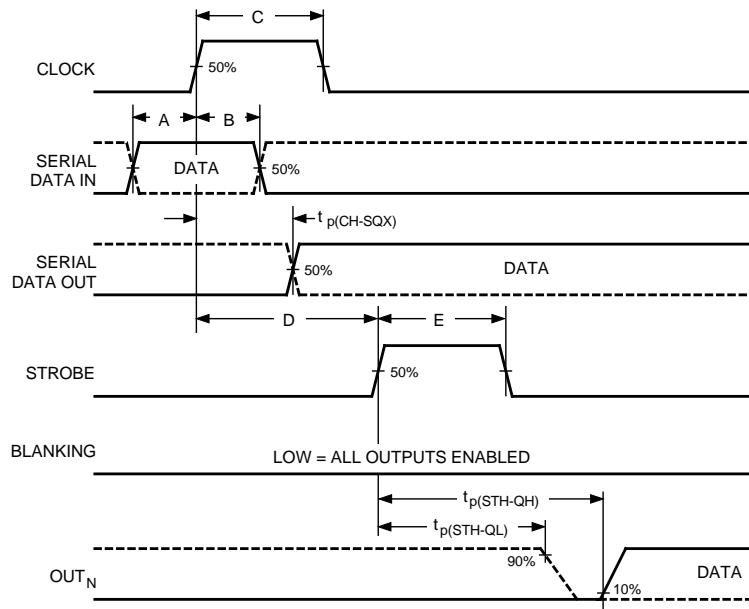 C
CLOCK
50%
A
B
SERIAL
DATA IN
DATA
50%
t p(CH-SQX)
SERIAL
DATA OUT
50%
DATA
D
E
STROBE
50%
BLANKING
LOW = ALL OUTPUTS ENABLED
t p(STH-QH)
t p(STH-QL)
OUT N
90%
10%
DATA